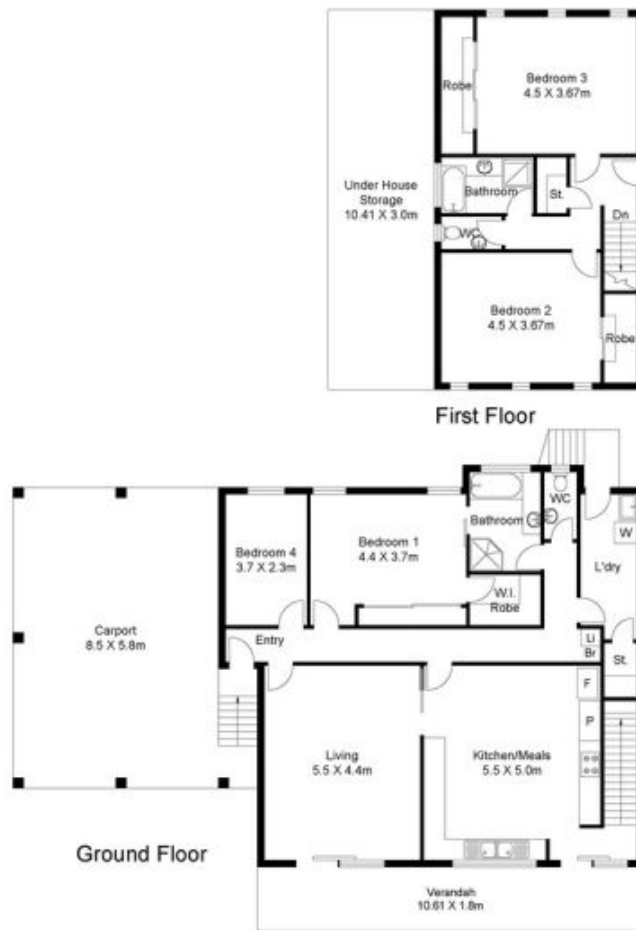 Robe
Bedroom 3
4.5 X 3.67m
Under House
Storage
10.41 X 3.0m
Bathroom
St.
WC
Dn
Bedroom 2
4.5 X 3.67m
Robe
First Floor
Carport
8.5 X 5.8m
Bedroom 4
3.7 X 2.3m
Bedroom 1
4.4 X 3.7m
Bathroom
WC
W
L'dry
W.I.
Robe
Entry
Li
Br
St.
F
P
Living
5.5 X 4.4m
Kitchen/Meals
5.5 X 5.0m
Ground Floor
Verandah
10.61 X 1.8m